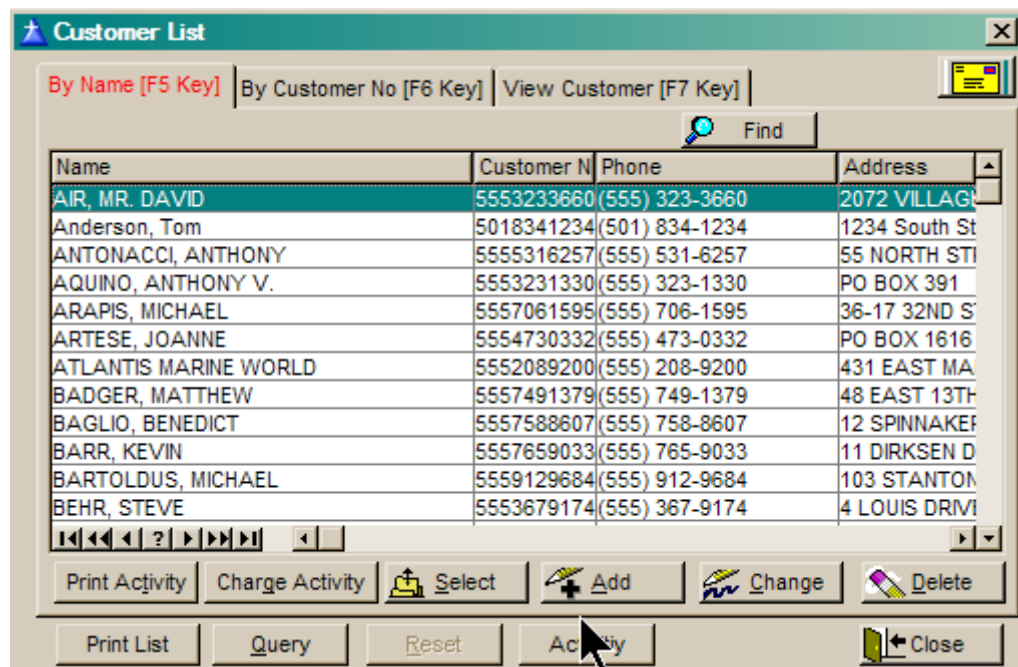 Customer List
By Name [F5 Key] By Customer No [F6 Key] View Customer [F7 Key]
Find
Name Customer N Phone Address
AIR, MR. DAVID 5553233660 (555) 323-3660 2072 VILLAG
Anderson, Tom 5018341234 (501) 834-1234 1234 South St
ANTONACCI, ANTHONY 5555316257 (555) 531-6257 55 NORTH ST
AQUINO, ANTHONY V. 5553231330 (555) 323-1330 PO BOX 391
ARAPIS, MICHAEL 5557061595 (555) 706-1595 36-17 32ND S
ARTESE, JOANNE 5554730332 (555) 473-0332 PO BOX 1616
ATLANTIS MARINE WORLD 5552089200 (555) 208-9200 431 EAST MA
BADGER, MATTHEW 5557491379 (555) 749-1379 48 EAST 13TH
BAGLIO, BENEDICT 5557588607 (555) 758-8607 12 SPINNAKER
BARR, KEVIN 5557659033 (555) 765-9033 11 DIRKSEN D
BARTOLDUS, MICHAEL 5559129684 (555) 912-9684 103 STANTON
BEHR, STEVE 5553679174 (555) 367-9174 4 LOUIS DRIV
?
Print Activity Charge Activity Select Add Change Delete
Print List Query Reset Close